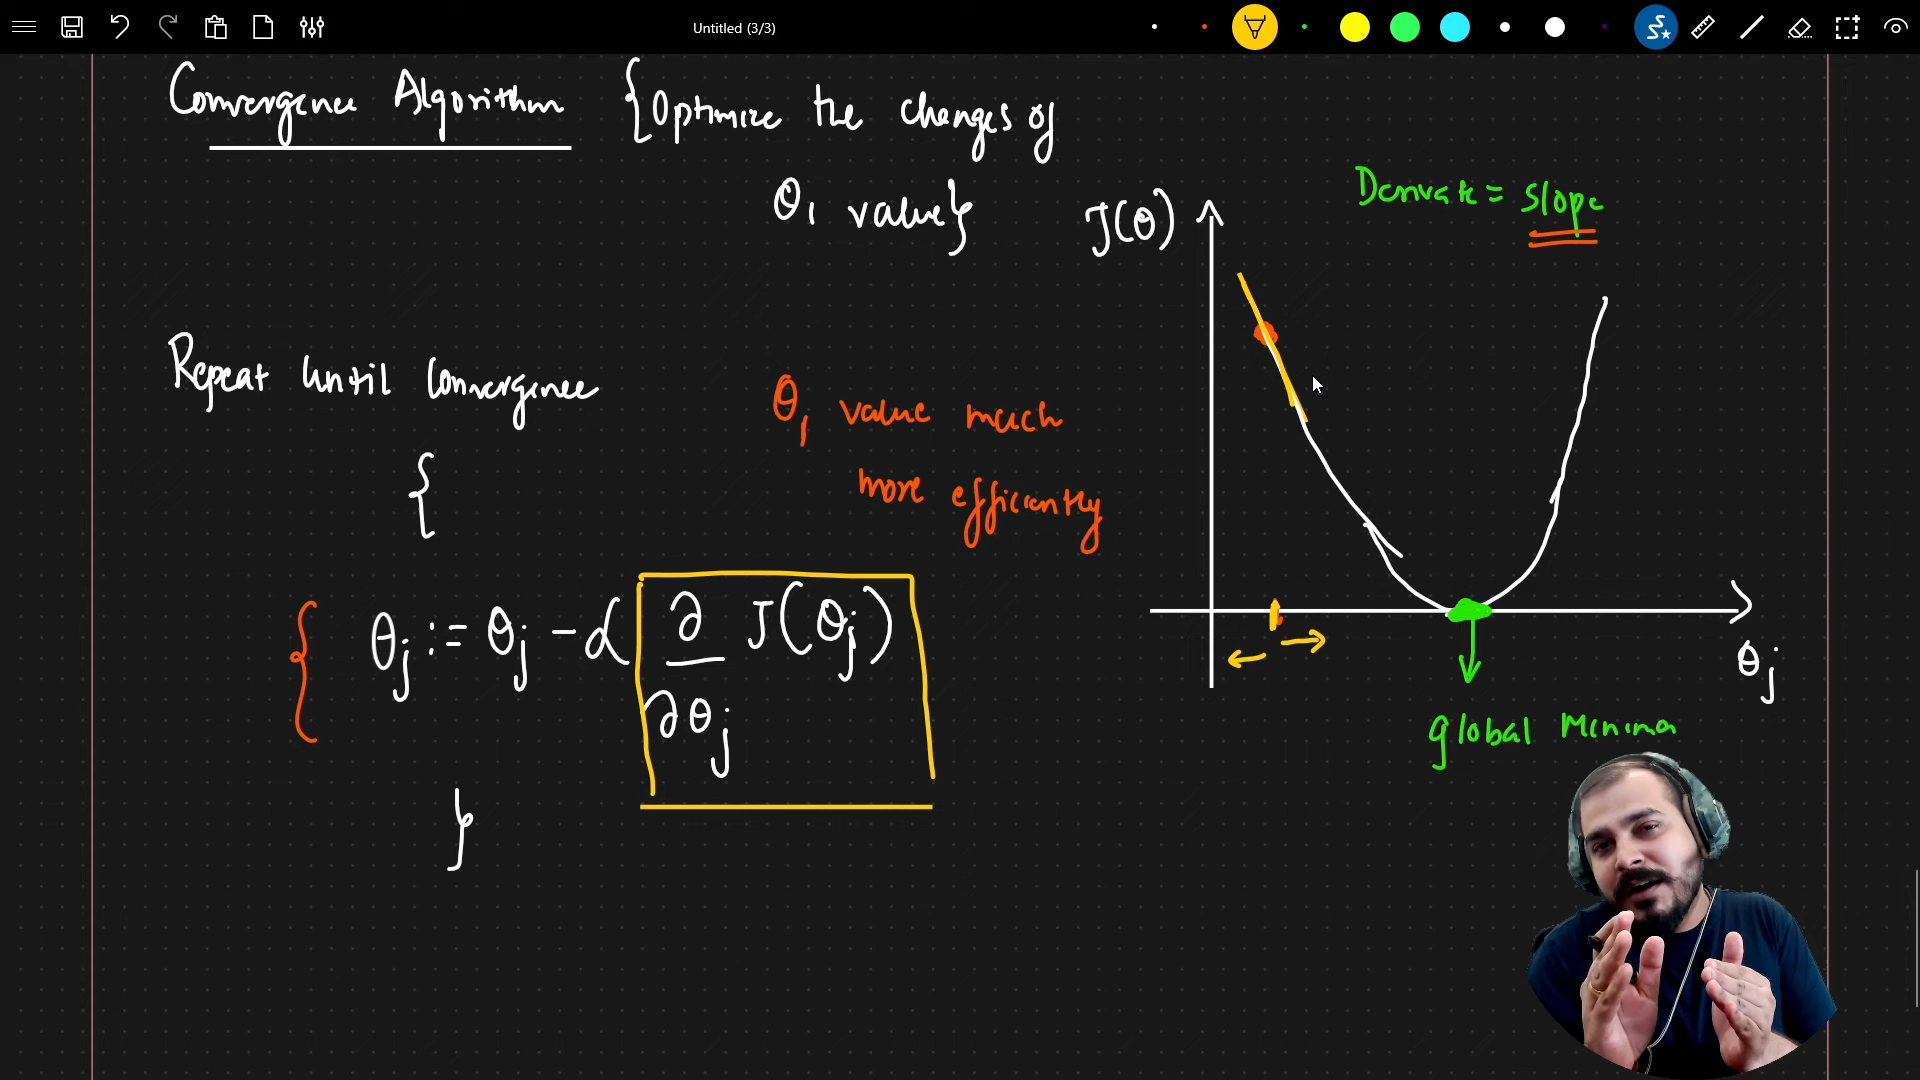 Untitled (3/3)
Convergence Algorithm {Optimize the changes of
θ1 value}
J(θ)
Derivate = slope
Repeat until Convergence
{
θ1 value much
more efficiently
θj := θj - α ∂/∂θj J(θj)
}
θj
global Minima